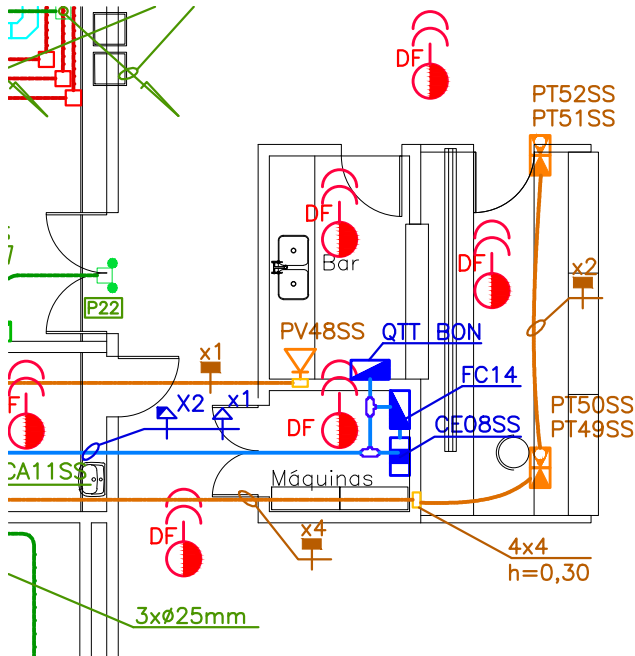 DF
PT52SS
PT51SS
DF
Bar
DF
x2
P22
PV48SS
QTT BON
x1
FC14
X2
x1
PT50SS
DF
CE08SS
PT49SS
CA11SS
Máquinas
DF
x4
4x4
h=0,30
3xø25mm